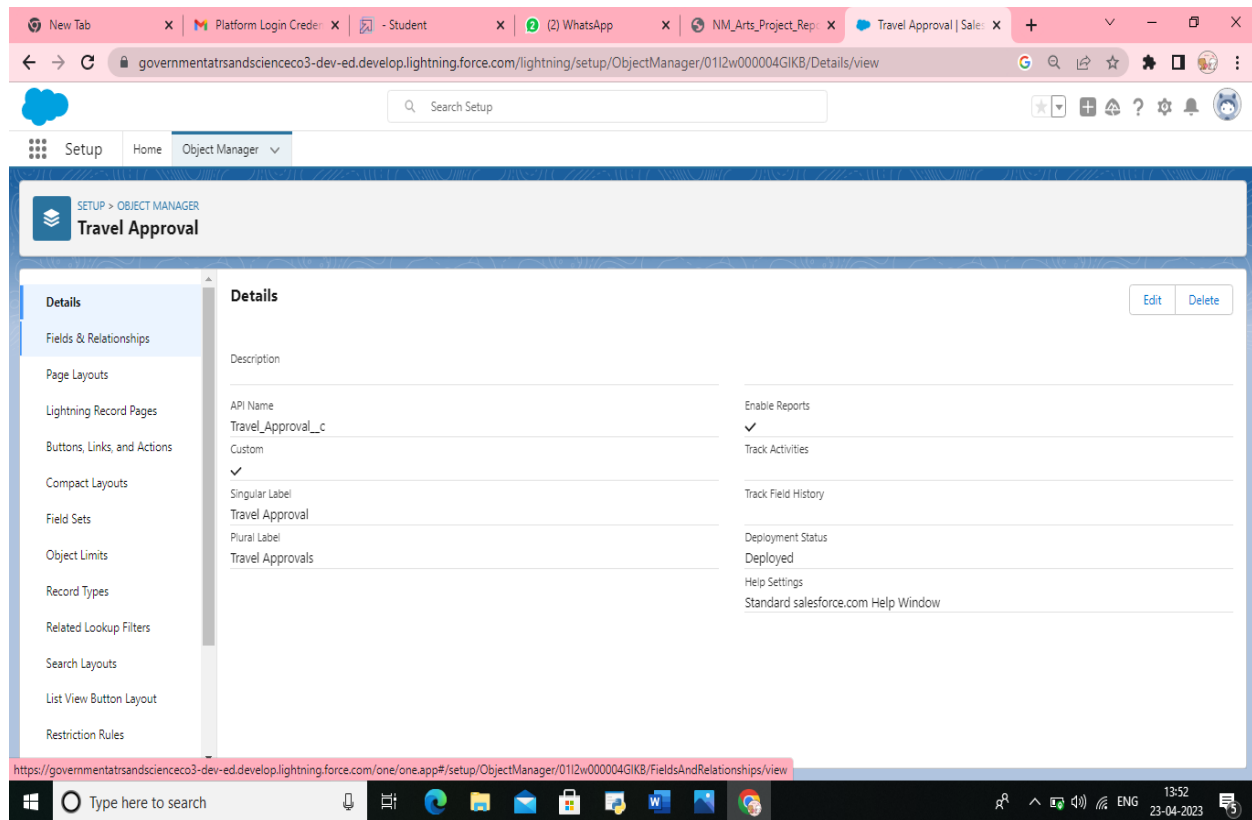 New Tab
Platform Login Creder
- Student
(2) WhatsApp
NM_Arts_Project_Repo
Travel Approval | Sales
governmentatrsandscienceco3-dev-ed.develop.lightning.force.com/lightning/setup/ObjectManager/01I2w000004GIKB/Details/view
Search Setup
Setup
Home
Object Manager
SETUP > OBJECT MANAGER
Travel Approval
Details
Fields & Relationships
Page Layouts
Lightning Record Pages
Buttons, Links, and Actions
Compact Layouts
Field Sets
Object Limits
Record Types
Related Lookup Filters
Search Layouts
List View Button Layout
Restriction Rules
Details
Edit
Delete
Description
API Name
Travel_Approval__c
Custom
Singular Label
Travel Approval
Plural Label
Travel Approvals
Enable Reports
Track Activities
Track Field History
Deployment Status
Deployed
Help Settings
Standard salesforce.com Help Window
https://governmentatrsandscienceco3-dev-ed.develop.lightning.force.com/one/one.app#/setup/ObjectManager/01I2w000004GIKB/FieldsAndRelationships/view
Type here to search
ENG
13:52
23-04-2023
5